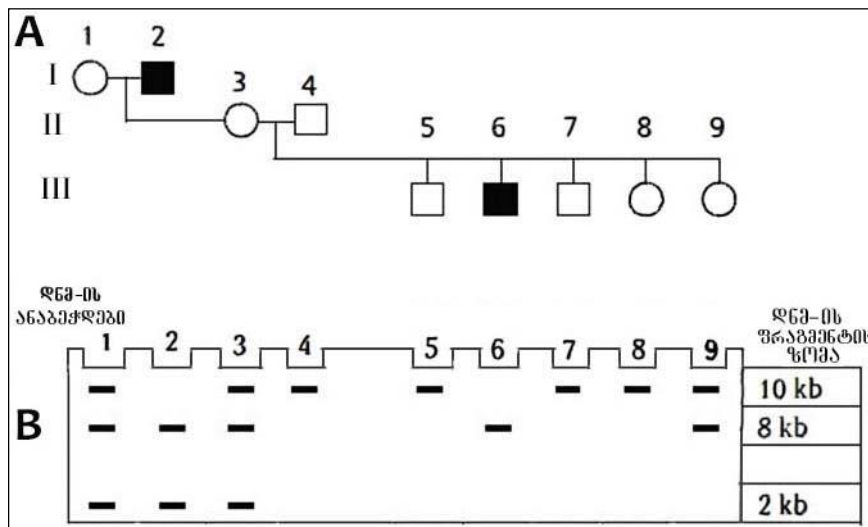 A
1 2
I
3 4
II
5 6 7 8 9
III
დნმ-ის
ანაბეჭდები
დნმ-ის
ფრაგმენტის
ზომა
1 2 3 4 5 6 7 8 9
10 kb
B
8 kb
2 kb